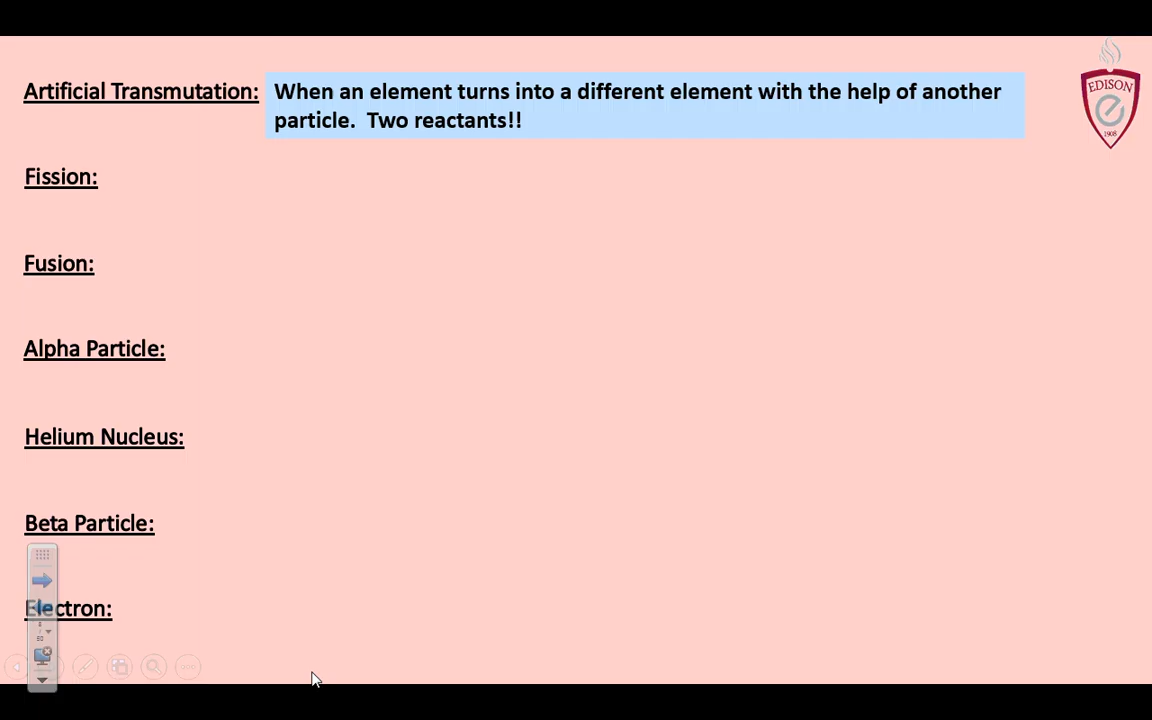 Artificial Transmutation: When an element turns into a different element with the help of another
particle. Two reactants!!
EDISON
e
1908
Fission:
Fusion:
Alpha Particle:
Helium Nucleus:
Beta Particle:
Electron: